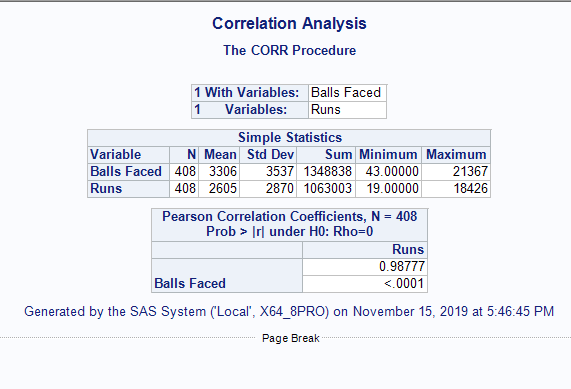 Correlation Analysis
The CORR Procedure
1 With Variables: Balls Faced
1 Variables: Runs
Simple Statistics
Variable N Mean Std Dev Sum Minimum Maximum
Balls Faced 408 3306 3537 1348838 43.00000 21367
Runs 408 2605 2870 1063003 19.00000 18426
Pearson Correlation Coefficients, N = 408
Prob > |r| under H0: Rho=0
Runs
0.98777
Balls Faced <.0001
Generated by the SAS System ('Local', X64_8PRO) on November 15, 2019 at 5:46:45 PM
Page Break